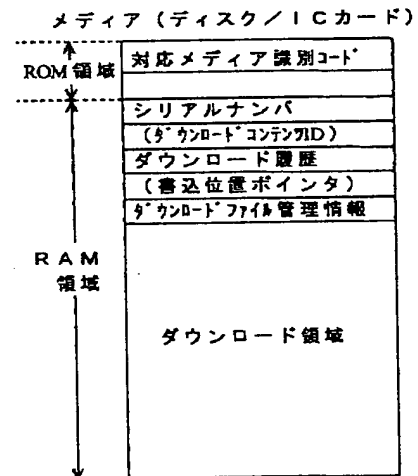 メディア(ディスク/ICカード)
ROM領域
対応メディア識別コード
シリアルナンバ
(ダウンロードコンテンツID)
ダウンロード履歴
(書込位置ポインタ)
ダウンロードファイル管理情報
RAM
領域
ダウンロード領域